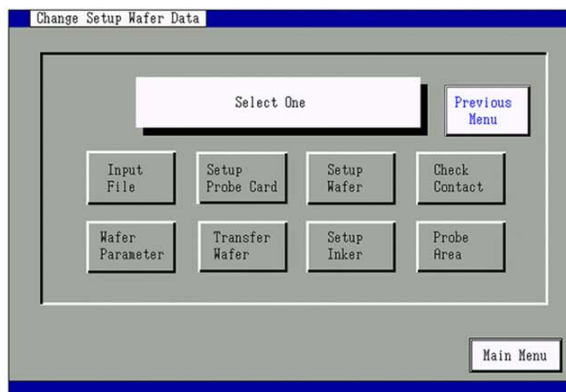 Change Setup Wafer Data
Select One
Previous
Menu
Input
File
Setup
Probe Card
Setup
Wafer
Check
Contact
Wafer
Parameter
Transfer
Wafer
Setup
Inker
Probe
Area
Main Menu